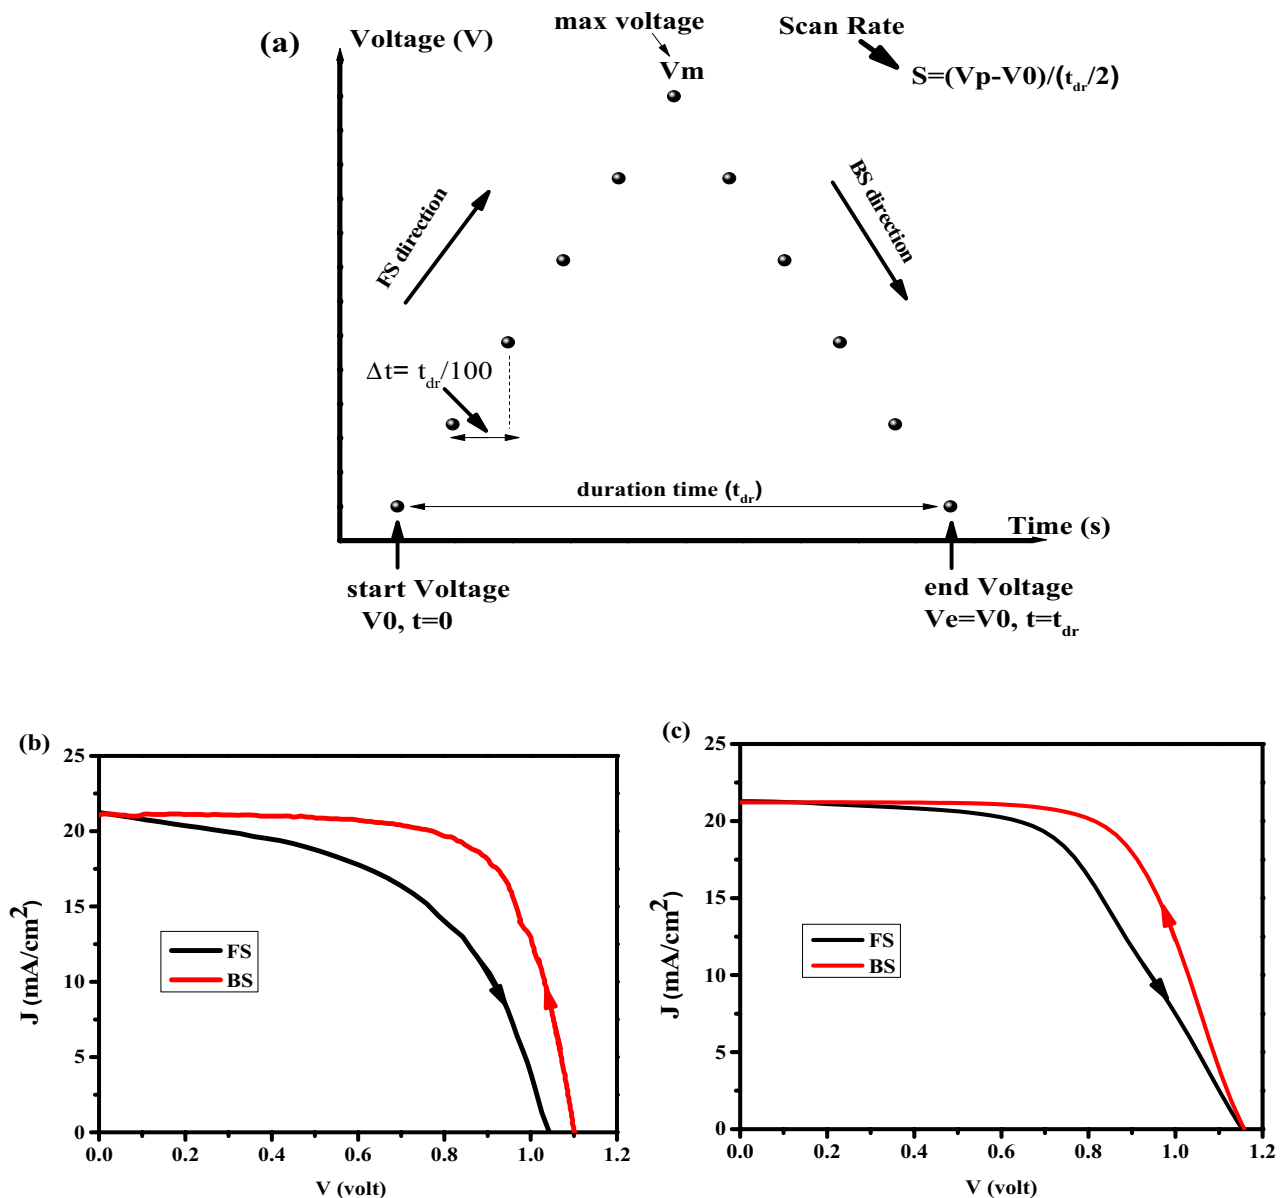 (a)
Voltage (V)
max voltage
Vm
Scan Rate
S=(Vp-V0)/(t_dr/2)
FS direction
BS direction
Δt= t_dr/100
duration time (t_dr)
Time (s)
start Voltage
V0, t=0
end Voltage
Ve=V0, t=t_dr
(b)
25
20
15
10
5
0
J (mA/cm²)
FS
BS
0.0 0.2 0.4 0.6 0.8 1.0 1.2
V (volt)
(c)
25
20
15
10
5
0
J (mA/cm²)
FS
BS
0.0 0.2 0.4 0.6 0.8 1.0 1.2
V (volt)